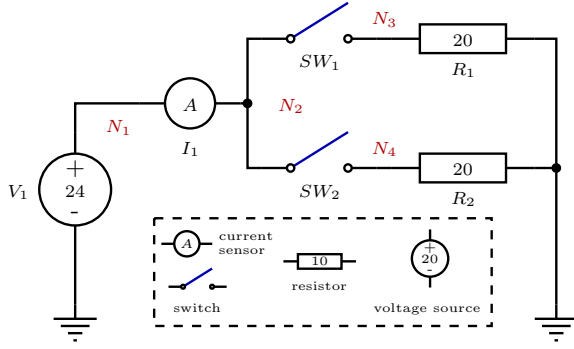 N3
20
SW1
R1
A
N2
N1
I1
N4
V1
+
24
-
20
SW2
R2
A
current
sensor
10
+
20
-
switch
resistor
voltage source